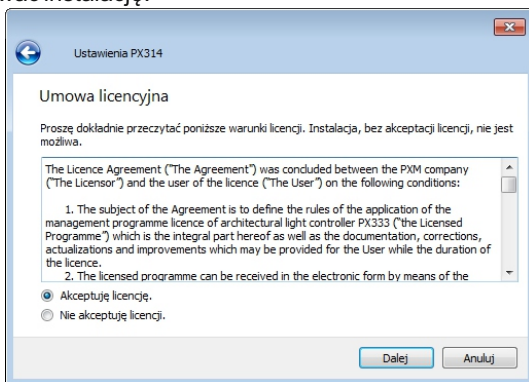 Ustawienia PX314
Umowa licencyjna
Proszę dokładnie przeczytać poniższe warunki licencji. Instalacja, bez akceptacji licencji, nie jest
możliwa.
The Licence Agreement ("The Agreement") was concluded between the PXM company
("The Licensor") and the user of the licence ("The User") on the following conditions:
1. The subject of the Agreement is to define the rules of the application of the
management programme licence of architectural light controller PX333 ("the Licensed
Programme") which is the integral part hereof as well as the documentation, corrections,
actualizations and improvements which may be provided for the User while the duration of
the licence.
2. The licensed programme can be received in the electronic form by means of the
Akceptuję licencję.
Nie akceptuję licencji.
Dalej
Anuluj